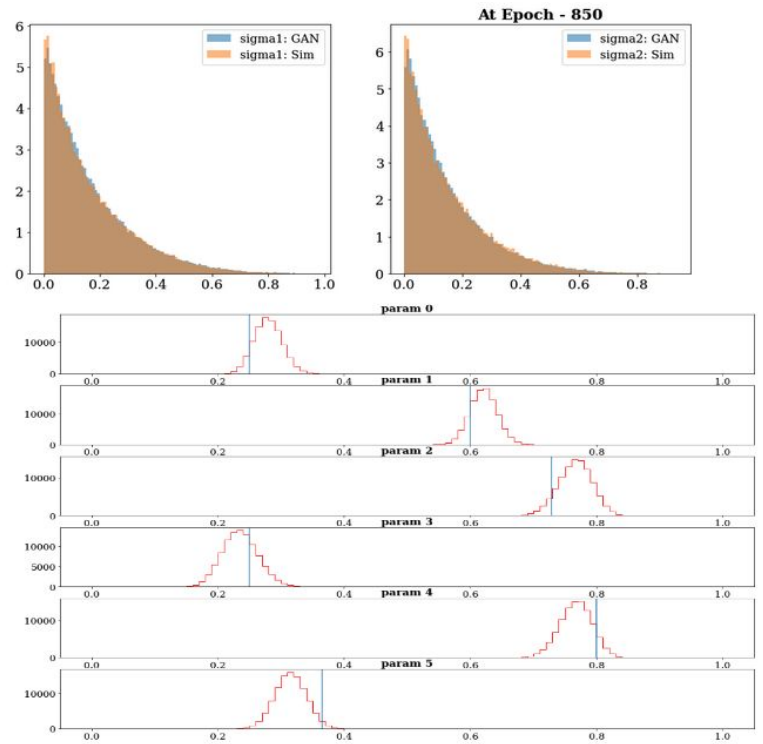 At Epoch - 850
6
5
4
3
2
1
0
sigma1: GAN
sigma1: Sim
0.0 0.2 0.4 0.6 0.8 1.0
6
5
4
3
2
1
0
sigma2: GAN
sigma2: Sim
0.0 0.2 0.4 0.6 0.8
param 0
10000
0
0.0 0.2 0.4 0.6 0.8 1.0
param 1
10000
0
0.0 0.2 0.4 0.6 0.8 1.0
param 2
10000
0
0.0 0.2 0.4 0.6 0.8 1.0
param 3
10000
5000
0
0.0 0.2 0.4 0.6 0.8 1.0
param 4
10000
0
0.0 0.2 0.4 0.6 0.8 1.0
param 5
10000
0
0.0 0.2 0.4 0.6 0.8 1.0